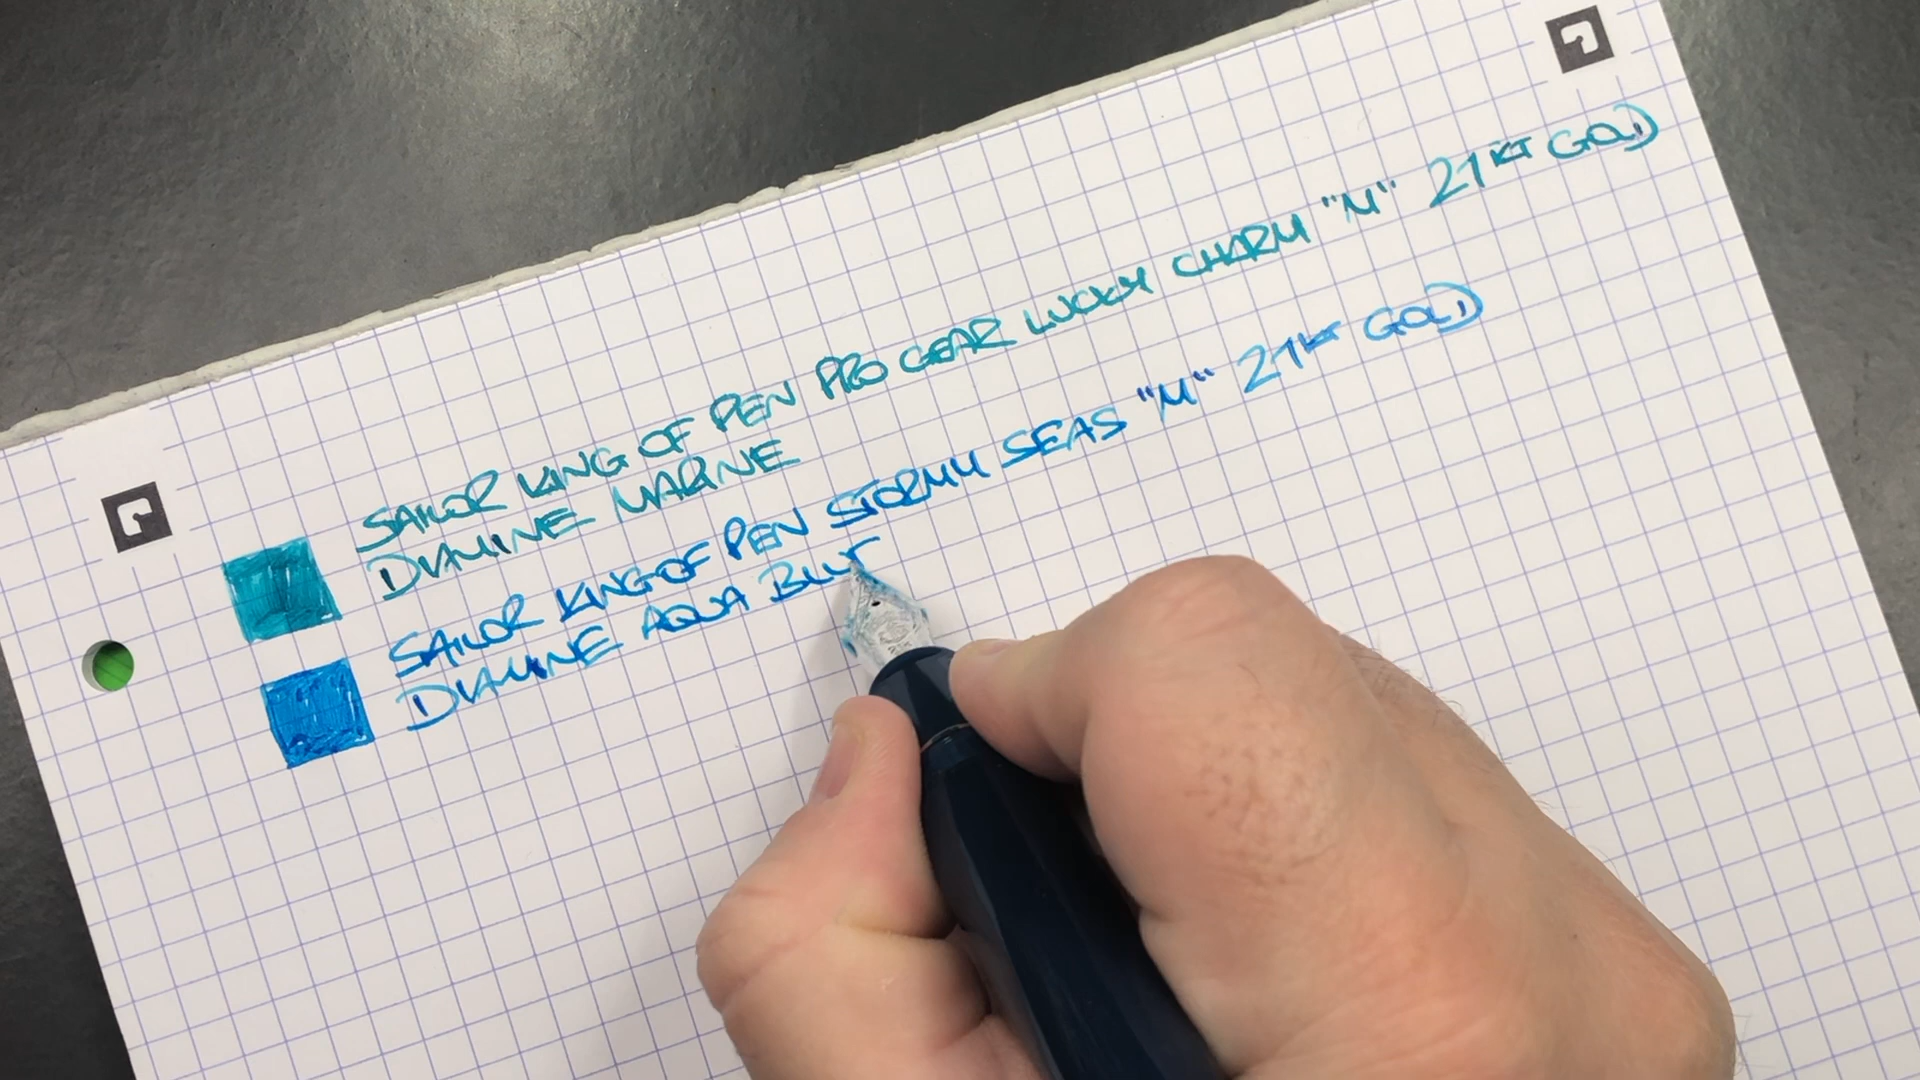 SAILOR KING OF PEN PRO GEAR LUCKY CHARM "M" 21KT GOLD
DIAMINE MARINE
SAILOR KING OF PEN STORMY SEAS "M" 21KT GOLD
DIAMINE AQUA BLUE